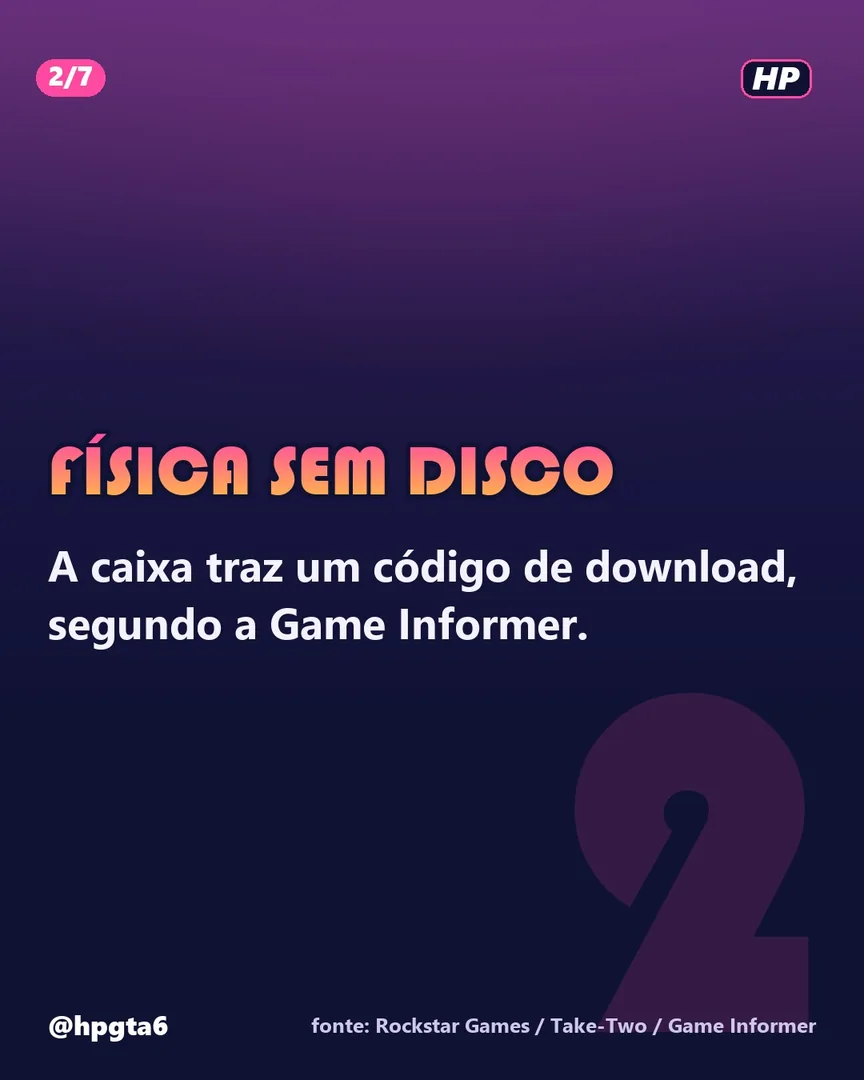 2/7
HP
FÍSICA SEM DISCO
A caixa traz um código de download,
segundo a Game Informer.
2
@hpgta6
fonte: Rockstar Games / Take-Two / Game Informer